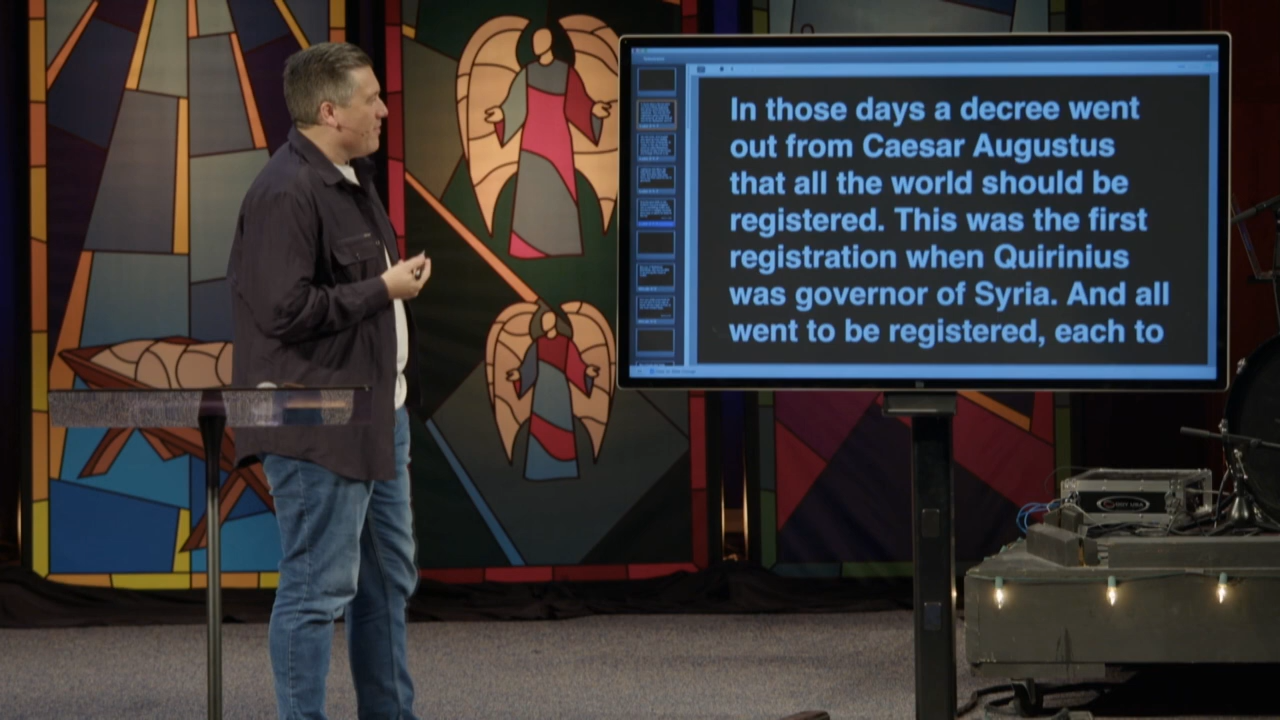 In those days a decree went
out from Caesar Augustus
that all the world should be
registered. This was the first
registration when Quirinius
was governor of Syria. And all
went to be registered, each to